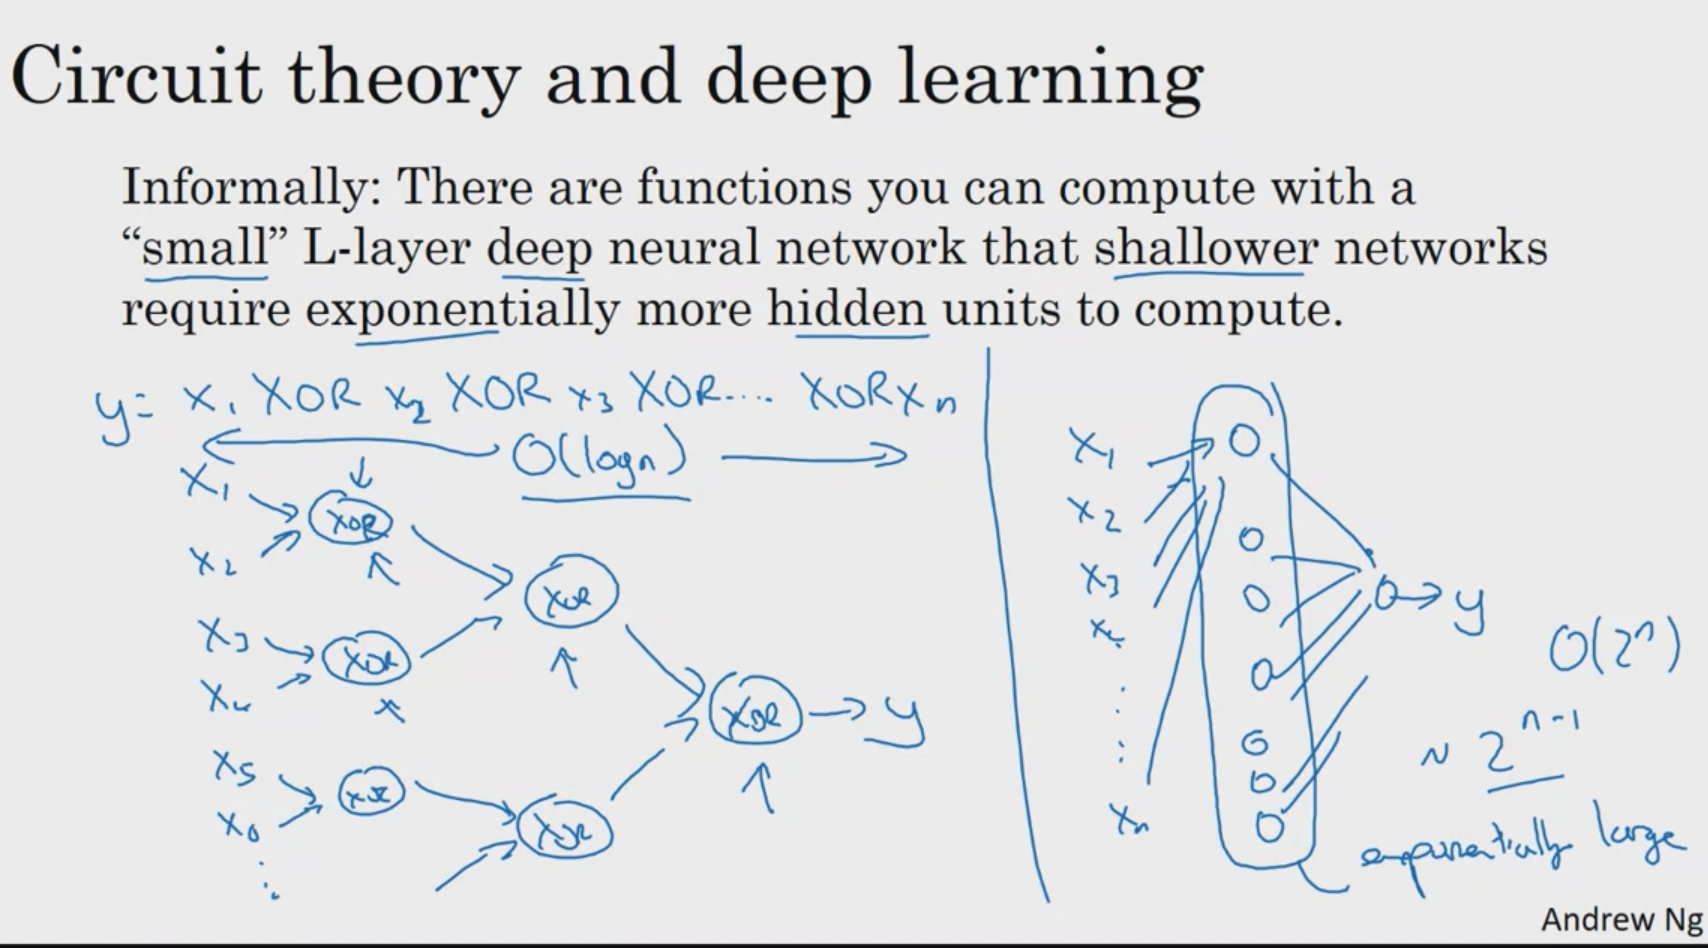 Circuit theory and deep learning
Informally: There are functions you can compute with a
“small” L-layer deep neural network that shallower networks
require exponentially more hidden units to compute.
y = x1 XOR x2 XOR x3 XOR .... XOR xn
O(log n)
x1
XOR
x2
XOR
x3
XOR
x4
XOR → y
x5
XOR
x6
XOR
x1
x2
x3
x4
xn
→ y
O(2^n)
~ 2^(n-1)
exponentially large
Andrew Ng